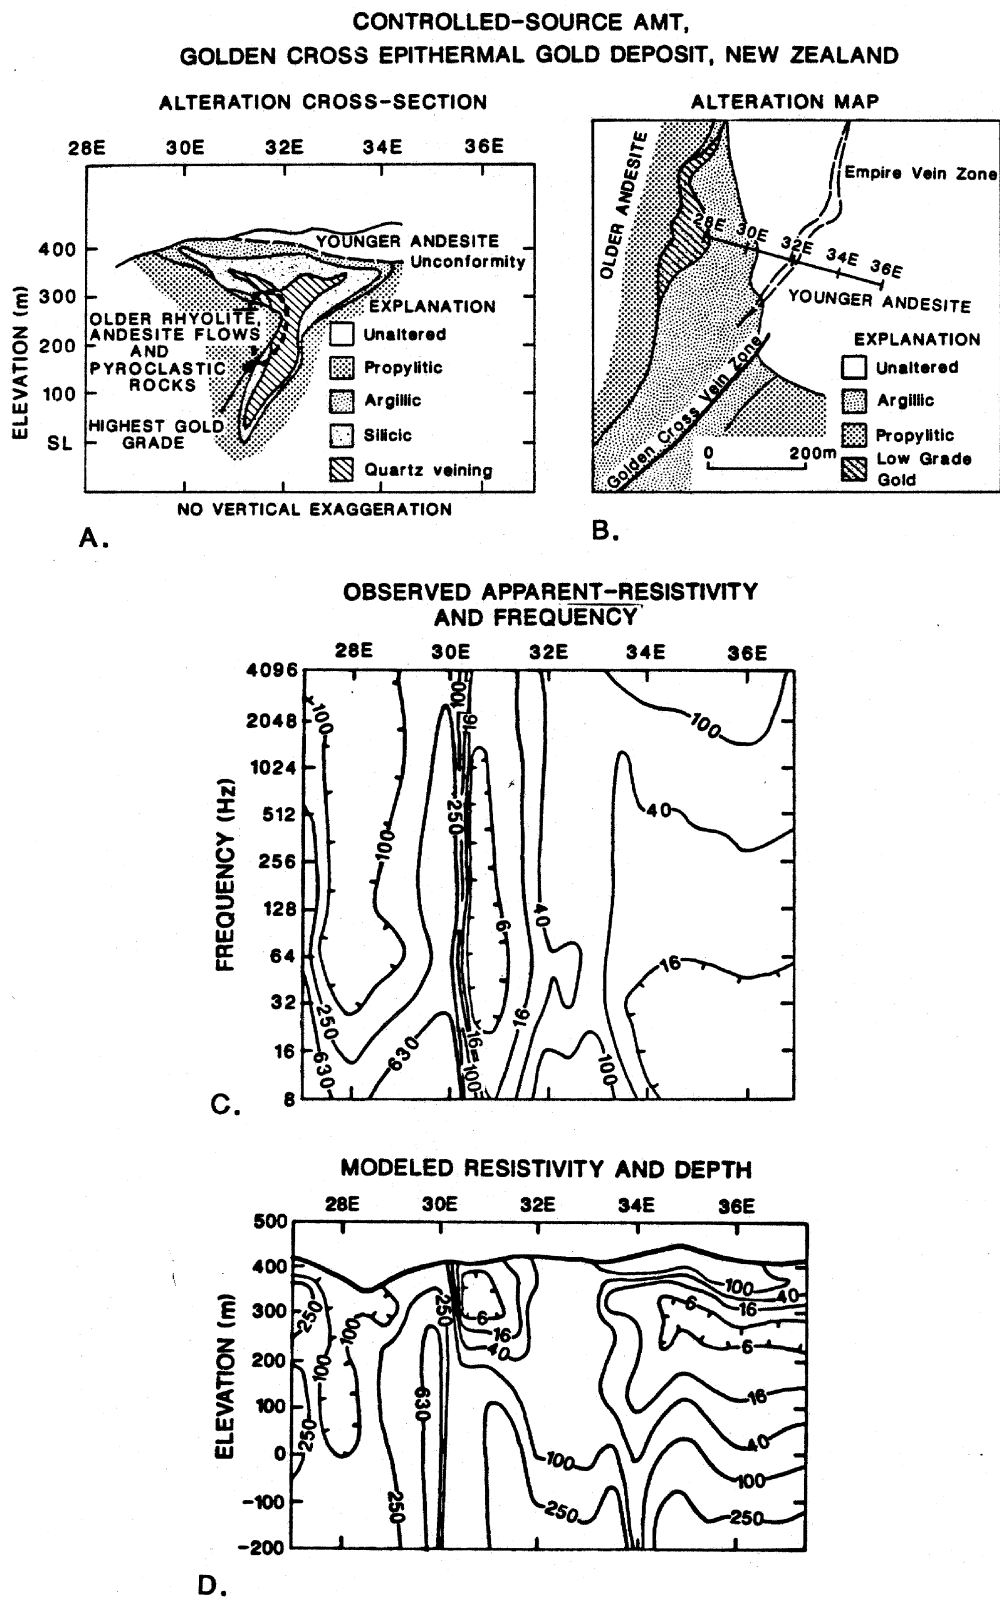 CONTROLLED-SOURCE AMT,
GOLDEN CROSS EPITHERMAL GOLD DEPOSIT, NEW ZEALAND
ALTERATION CROSS-SECTION
28E 30E 32E 34E 36E
ELEVATION (m)
400
300
200
100
SL
YOUNGER ANDESITE
Unconformity
OLDER RHYOLITE,
ANDESITE FLOWS
AND
PYROCLASTIC
ROCKS
HIGHEST GOLD
GRADE
EXPLANATION
Unaltered
Propylitic
Argillic
Silicic
Quartz veining
NO VERTICAL EXAGGERATION
A.
ALTERATION MAP
OLDER ANDESITE
Empire Vein Zone
28E 30E 32E 34E 36E
YOUNGER ANDESITE
Golden Cross Vein Zone
EXPLANATION
Unaltered
Argillic
Propylitic
Low Grade
Gold
0 200m
B.
OBSERVED APPARENT-RESISTIVITY
AND FREQUENCY
28E 30E 32E 34E 36E
FREQUENCY (Hz)
4096
2048
1024
512
256
128
64
32
16
8
100
100
250
630
630
100
16
250
6
16
100
40
16
100
100
40
16
C.
MODELED RESISTIVITY AND DEPTH
28E 30E 32E 34E 36E
ELEVATION (m)
500
400
300
200
100
0
-100
-200
250
100
100
250
250
630
250
6
16
40
100
250
100
40
16
6
6
16
40
100
250
D.